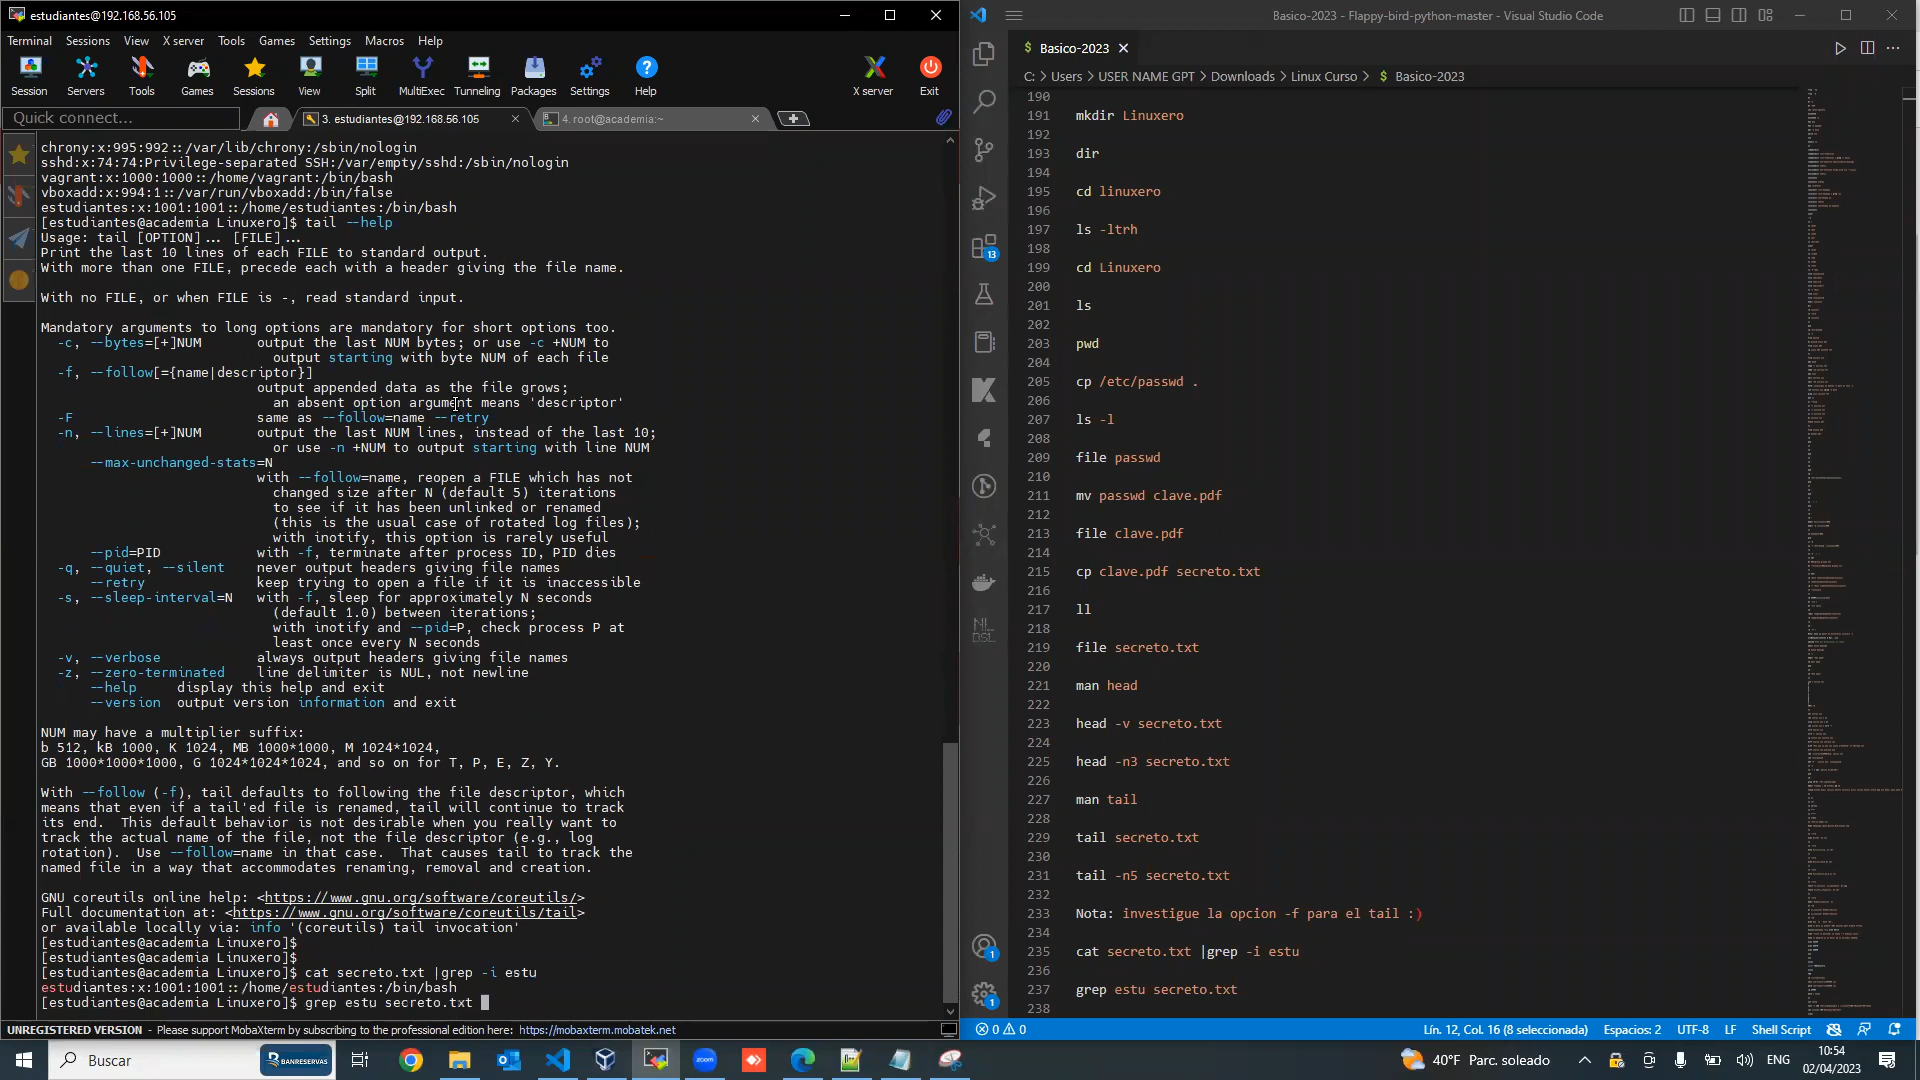 estudiantes@192.168.56.105
Terminal Sessions View X server Tools Games Settings Macros Help
Session Servers Tools Games Sessions View Split MultiExec Tunneling Packages Settings Help X server Exit
Quick connect...
3. estudiantes@192.168.56.105
4. root@academia:~
chrony:x:995:992::/var/lib/chrony:/sbin/nologin
sshd:x:74:74:Privilege-separated SSH:/var/empty/sshd:/sbin/nologin
vagrant:x:1000:1000::/home/vagrant:/bin/bash
vboxadd:x:994:1::/var/run/vboxadd:/bin/false
estudiantes:x:1001:1001::/home/estudiantes:/bin/bash
[estudiantes@academia Linuxero]$ tail --help
Usage: tail [OPTION]... [FILE]...
Print the last 10 lines of each FILE to standard output.
With more than one FILE, precede each with a header giving the file name.
With no FILE, or when FILE is -, read standard input.
Mandatory arguments to long options are mandatory for short options too.
-c, --bytes=[+]NUM output the last NUM bytes; or use -c +NUM to
output starting with byte NUM of each file
-f, --follow[={name|descriptor}]
output appended data as the file grows;
an absent option argument means 'descriptor'
-F same as --follow=name --retry
-n, --lines=[+]NUM output the last NUM lines, instead of the last 10;
or use -n +NUM to output starting with line NUM
--max-unchanged-stats=N
with --follow=name, reopen a FILE which has not
changed size after N (default 5) iterations
to see if it has been unlinked or renamed
(this is the usual case of rotated log files);
with inotify, this option is rarely useful
--pid=PID with -f, terminate after process ID, PID dies
-q, --quiet, --silent never output headers giving file names
--retry keep trying to open a file if it is inaccessible
-s, --sleep-interval=N with -f, sleep for approximately N seconds
(default 1.0) between iterations;
with inotify and --pid=P, check process P at
least once every N seconds
-v, --verbose always output headers giving file names
-z, --zero-terminated line delimiter is NUL, not newline
--help display this help and exit
--version output version information and exit
NUM may have a multiplier suffix:
b 512, kB 1000, K 1024, MB 1000*1000, M 1024*1024,
GB 1000*1000*1000, G 1024*1024*1024, and so on for T, P, E, Z, Y.
With --follow (-f), tail defaults to following the file descriptor, which
means that even if a tail'ed file is renamed, tail will continue to track
its end. This default behavior is not desirable when you really want to
track the actual name of the file, not the file descriptor (e.g., log
rotation). Use --follow=name in that case. That causes tail to track the
named file in a way that accommodates renaming, removal and creation.
GNU coreutils online help: <https://www.gnu.org/software/coreutils/>
Full documentation at: <https://www.gnu.org/software/coreutils/tail>
or available locally via: info '(coreutils) tail invocation'
[estudiantes@academia Linuxero]$
[estudiantes@academia Linuxero]$
[estudiantes@academia Linuxero]$ cat secreto.txt |grep -i estu
estudiantes:x:1001:1001::/home/estudiantes:/bin/bash
[estudiantes@academia Linuxero]$ grep estu secreto.txt
UNREGISTERED VERSION - Please support MobaXterm by subscribing to the professional edition here: https://mobaxterm.mobatek.net
Basico-2023 - Flappy-bird-python-master - Visual Studio Code
$ Basico-2023
C: > Users > USER NAME GPT > Downloads > Linux Curso > $ Basico-2023
190
191 mkdir Linuxero
192
193 dir
194
195 cd linuxero
196
197 ls -ltrh
198
199 cd Linuxero
200
201 ls
202
203 pwd
204
205 cp /etc/passwd .
206
207 ls -l
208
209 file passwd
210
211 mv passwd clave.pdf
212
213 file clave.pdf
214
215 cp clave.pdf secreto.txt
216
217 ll
218
219 file secreto.txt
220
221 man head
222
223 head -v secreto.txt
224
225 head -n3 secreto.txt
226
227 man tail
228
229 tail secreto.txt
230
231 tail -n5 secreto.txt
232
233 Nota: investigue la opcion -f para el tail :)
234
235 cat secreto.txt |grep -i estu
236
237 grep estu secreto.txt
238
13
1
1
0 0
Lín. 12, Col. 16 (8 seleccionada) Espacios: 2 UTF-8 LF Shell Script
Buscar
BANRESERVAS
zoom
40°F Parc. soleado
ENG
10:54
02/04/2023